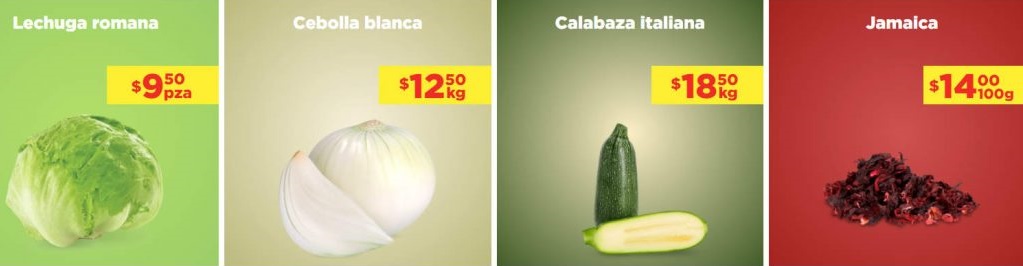 Lechuga romana
$9 50 pza
Cebolla blanca
$12 50 kg
Calabaza italiana
$18 50 kg
Jamaica
$14 00 100g